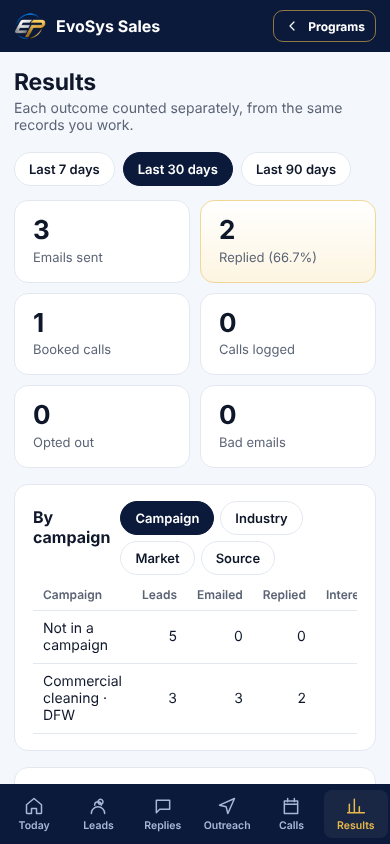 EP EvoSys Sales
Programs
Results
Each outcome counted separately, from the same
records you work.
Last 7 days
Last 30 days
Last 90 days
3
Emails sent
2
Replied (66.7%)
1
Booked calls
0
Calls logged
0
Opted out
0
Bad emails
By
campaign
Campaign
Industry
Market
Source
Campaign Leads Emailed Replied Intere
Not in a
campaign
5 0 0
Commercial
cleaning ·
DFW
3 3 2
Today
Leads
Replies
Outreach
Calls
Results